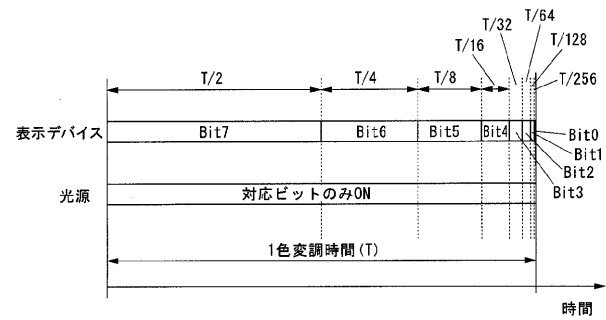 T/64
T/32
T/128
T/16
T/256
T/2
T/4
T/8
表示デバイス
Bit7
Bit6
Bit5
Bit4
Bit0
Bit1
Bit2
Bit3
光源
対応ビットのみON
1色変調時間(T)
時間